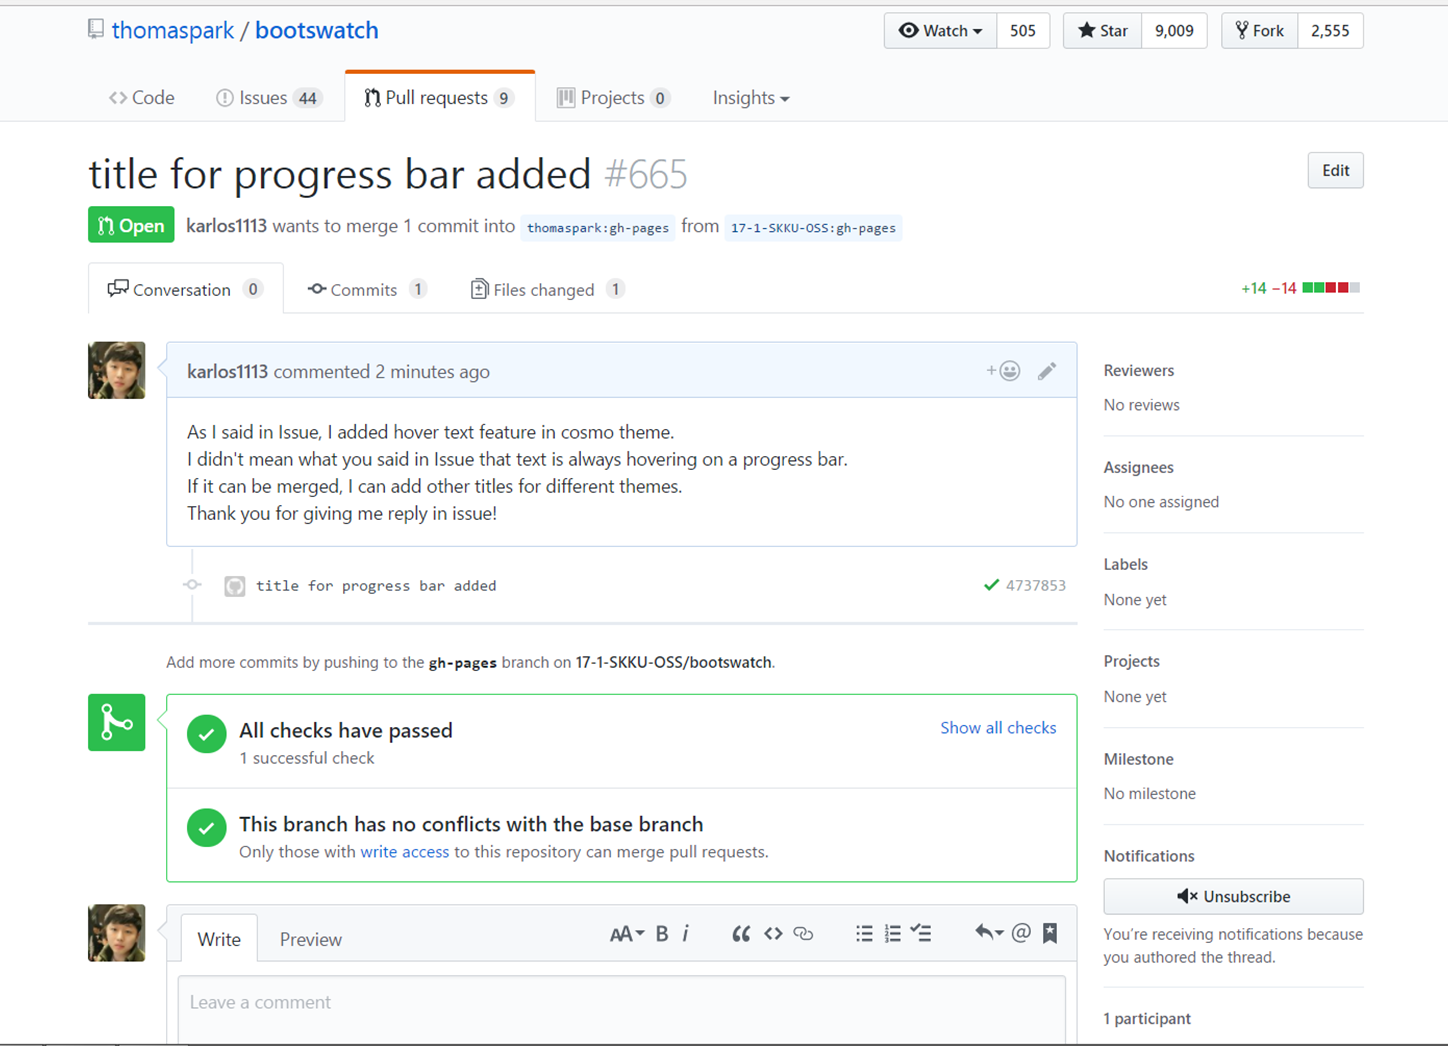 thomaspark / bootswatch
Watch 505 Star 9,009 Fork 2,555
Code Issues 44 Pull requests 9 Projects 0 Insights
title for progress bar added #665
Edit
Open karlos1113 wants to merge 1 commit into thomaspark:gh-pages from 17-1-SKKU-OSS:gh-pages
Conversation 0 Commits 1 Files changed 1
+14 −14
karlos1113 commented 2 minutes ago
As I said in Issue, I added hover text feature in cosmo theme.
I didn't mean what you said in Issue that text is always hovering on a progress bar.
If it can be merged, I can add other titles for different themes.
Thank you for giving me reply in issue!
title for progress bar added 4737853
Add more commits by pushing to the gh-pages branch on 17-1-SKKU-OSS/bootswatch.
All checks have passed
Show all checks
1 successful check
This branch has no conflicts with the base branch
Only those with write access to this repository can merge pull requests.
Write Preview
AA B i
Leave a comment
Reviewers
No reviews
Assignees
No one assigned
Labels
None yet
Projects
None yet
Milestone
No milestone
Notifications
Unsubscribe
You're receiving notifications because
you authored the thread.
1 participant